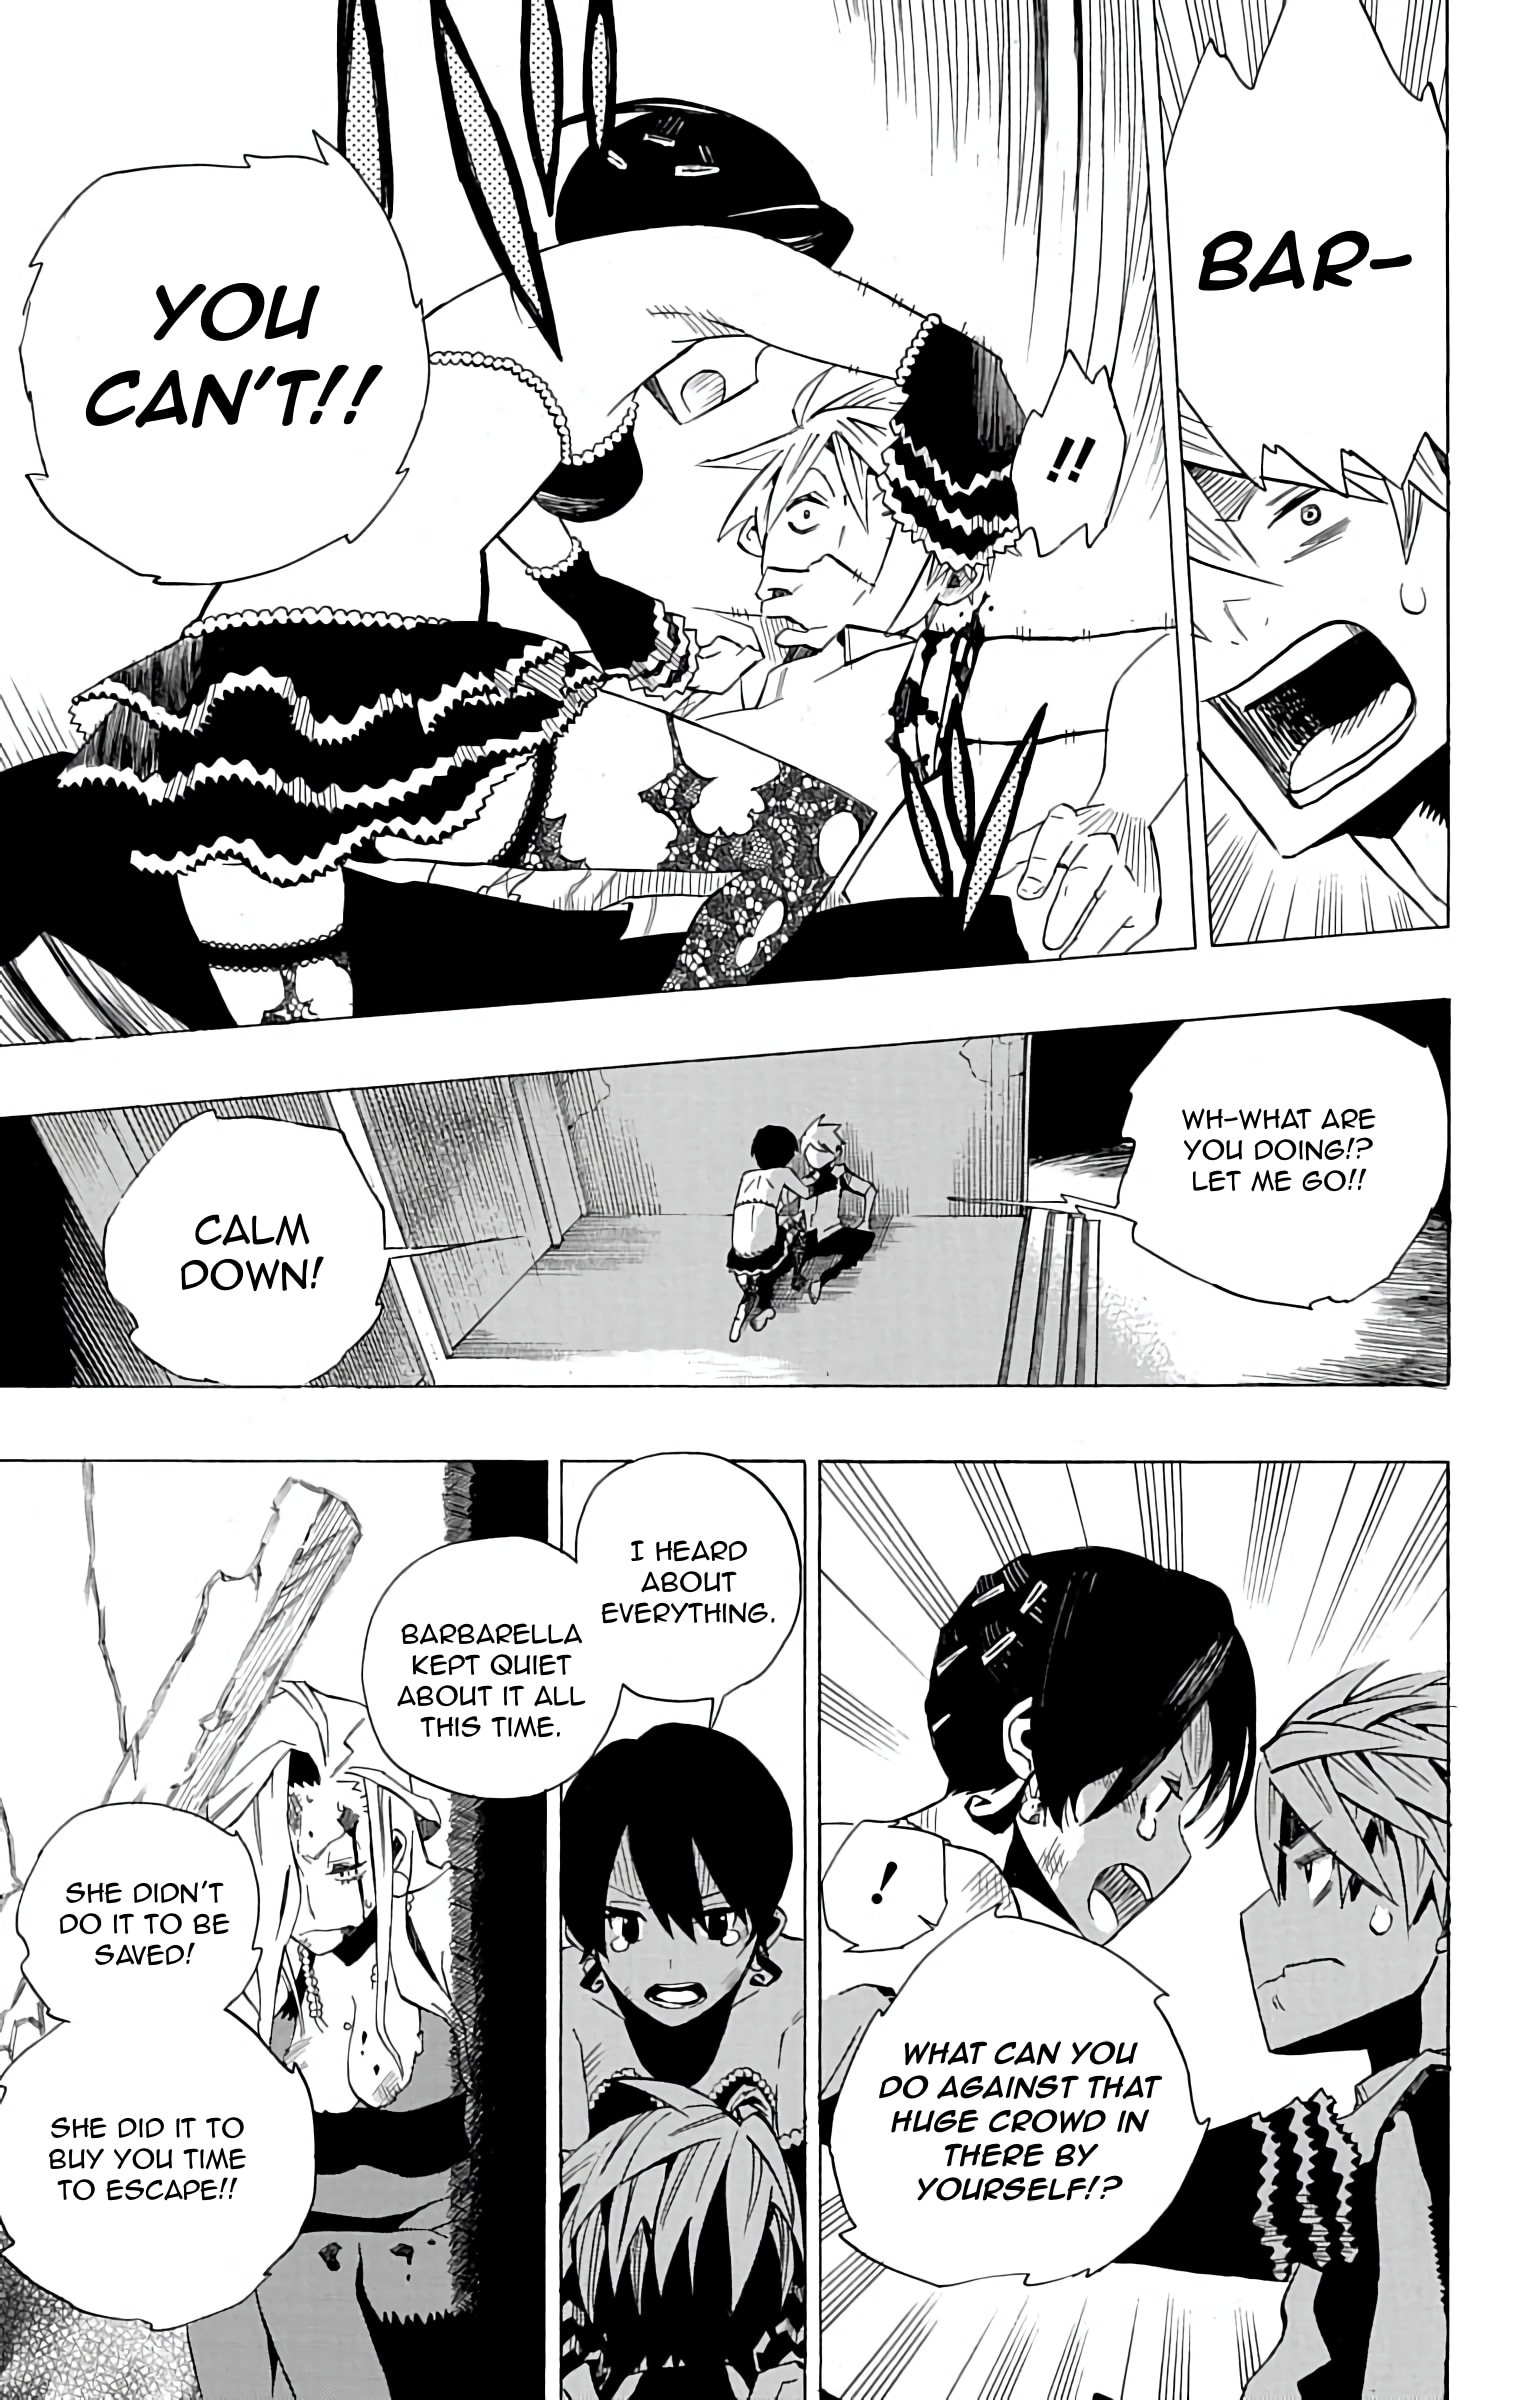 BAR-
!!
YOU
CAN'T!!
WH-WHAT ARE
YOU DOING!?
LET ME GO!!
CALM
DOWN!
!
WHAT CAN YOU
DO AGAINST THAT
HUGE CROWD IN
THERE BY
YOURSELF!?
I HEARD
ABOUT
EVERYTHING.
BARBARELLA
KEPT QUIET
ABOUT IT ALL
THIS TIME.
SHE DIDN'T
DO IT TO BE
SAVED!
SHE DID IT TO
BUY YOU TIME
TO ESCAPE!!